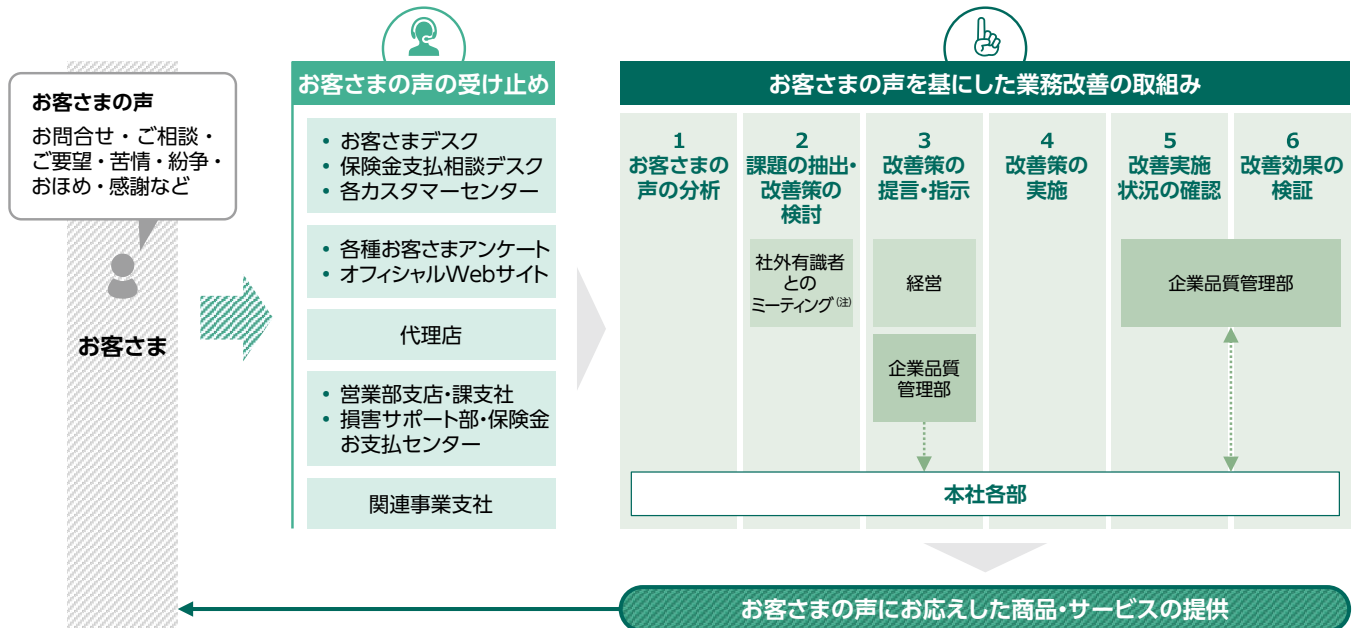 お客さまの声
お問合せ・ご相談・
ご要望・苦情・紛争・
おほめ・感謝など
お客さま
お客さまの声の受け止め
・お客さまデスク
・保険金支払相談デスク
・各カスタマーセンター
・各種お客さまアンケート
・オフィシャルWebサイト
代理店
・営業部支店・課支社
・損害サポート部・保険金
お支払センター
関連事業支社
お客さまの声を基にした業務改善の取組み
1
お客さまの
声の分析
2
課題の抽出・
改善策の
検討
社外有識者
との
ミーティング(注)
3
改善策の
提言・指示
経営
企業品質
管理部
4
改善策の
実施
5
改善実施
状況の確認
6
改善効果の
検証
企業品質管理部
本社各部
お客さまの声にお応えした商品・サービスの提供